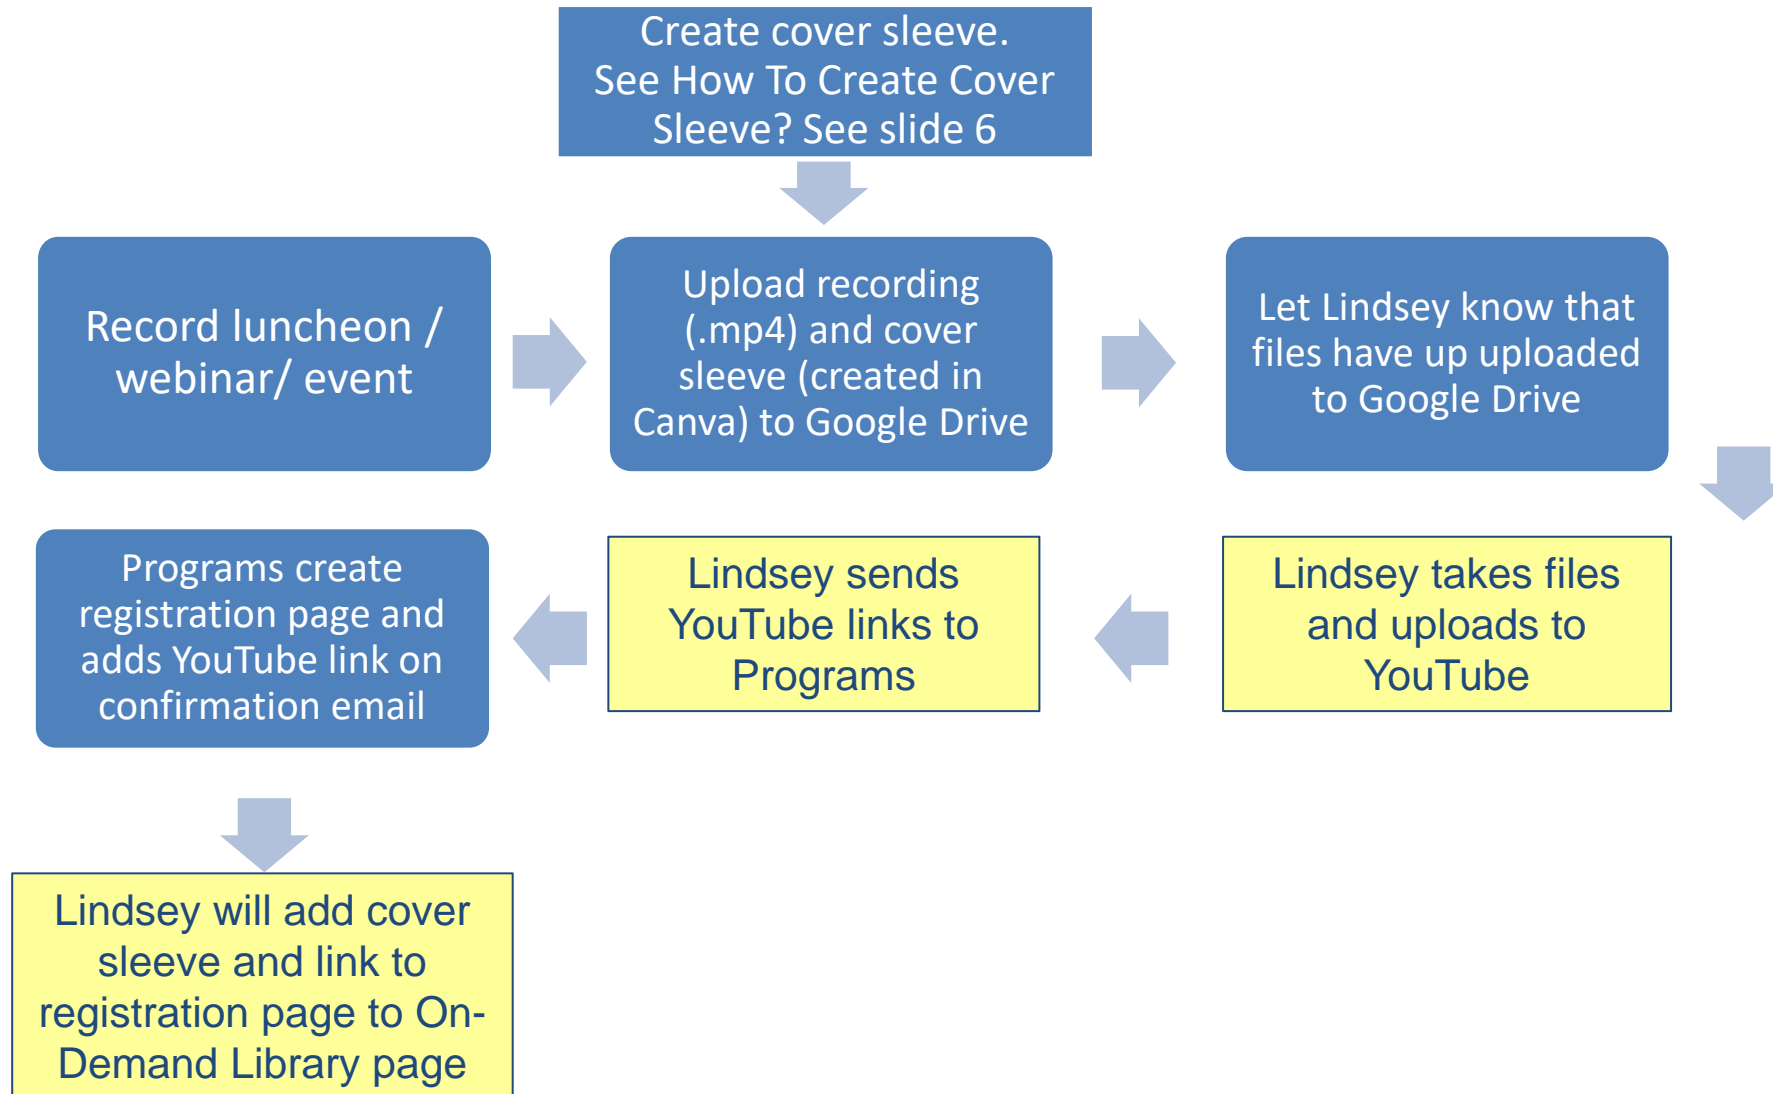 Create cover sleeve.
See How To Create Cover
Sleeve? See slide 6
Record luncheon /
webinar/ event
Upload recording
(.mp4) and cover
sleeve (created in
Canva) to Google Drive
Let Lindsey know that
files have up uploaded
to Google Drive
Lindsey takes files
and uploads to
YouTube
Lindsey sends
YouTube links to
Programs
Programs create
registration page and
adds YouTube link on
confirmation email
Lindsey will add cover
sleeve and link to
registration page to On-
Demand Library page